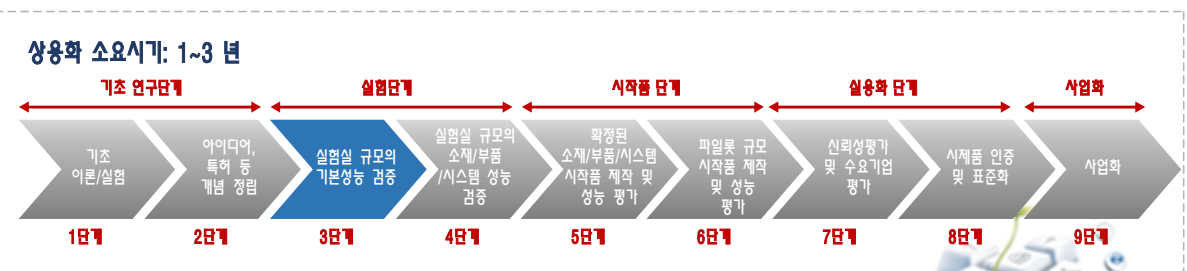 상용화 소요시기: 1~3 년
기초 연구단계
실험단계
시작품 단계
실용화 단계
사업화
기초
이론/실험
아이디어,
특허 등
개념 정립
실험실 규모의
기본성능 검증
실험실 규모의
소재/부품
/시스템 성능
검증
확정된
소재/부품/시스템
시작품 제작 및
성능 평가
파일롯 규모
시작품 제작
및 성능
평가
신뢰성평가
및 수요기업
평가
시제품 인증
및 표준화
사업화
1단계
2단계
3단계
4단계
5단계
6단계
7단계
8단계
9단계